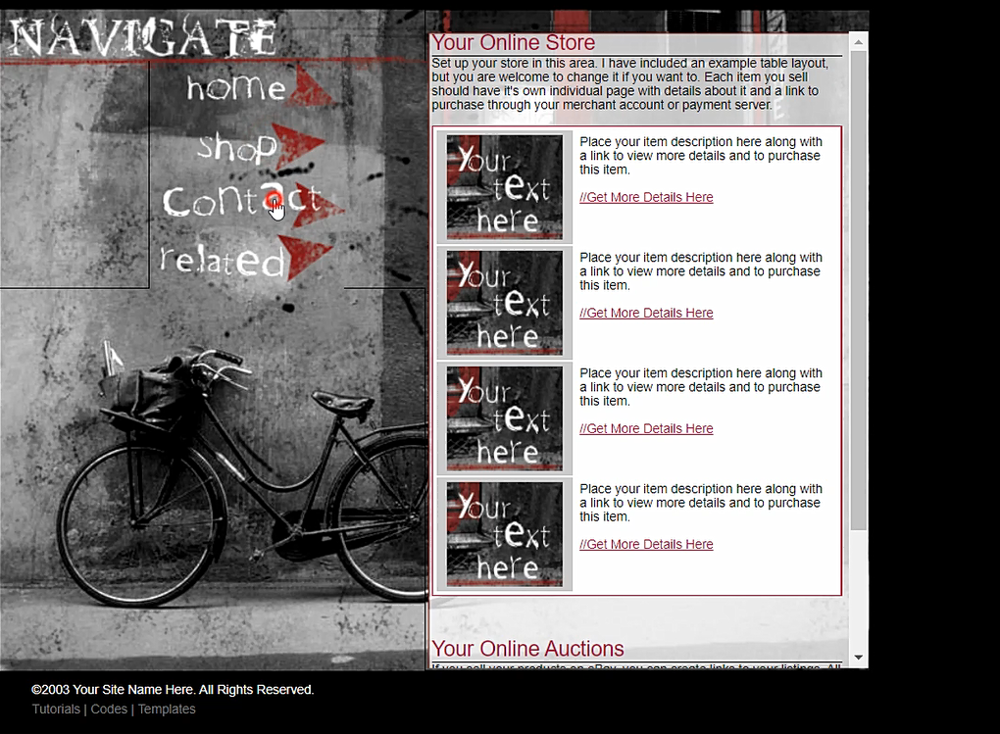 NAVIGATE
home
shop
contact
related
Your Online Store
Set up your store in this area. I have included an example table layout,
but you are welcome to change it if you want to. Each item you sell
should have it's own individual page with details about it and a link to
purchase through your merchant account or payment server.
Your
text
here
Place your item description here along with
a link to view more details and to purchase
this item.
//Get More Details Here
Your
text
here
Place your item description here along with
a link to view more details and to purchase
this item.
//Get More Details Here
Your
text
here
Place your item description here along with
a link to view more details and to purchase
this item.
//Get More Details Here
Your
text
here
Place your item description here along with
a link to view more details and to purchase
this item.
//Get More Details Here
Your Online Auctions
If you sell your products on eBay, you can create links to your listings. All
©2003 Your Site Name Here. All Rights Reserved.
Tutorials | Codes | Templates